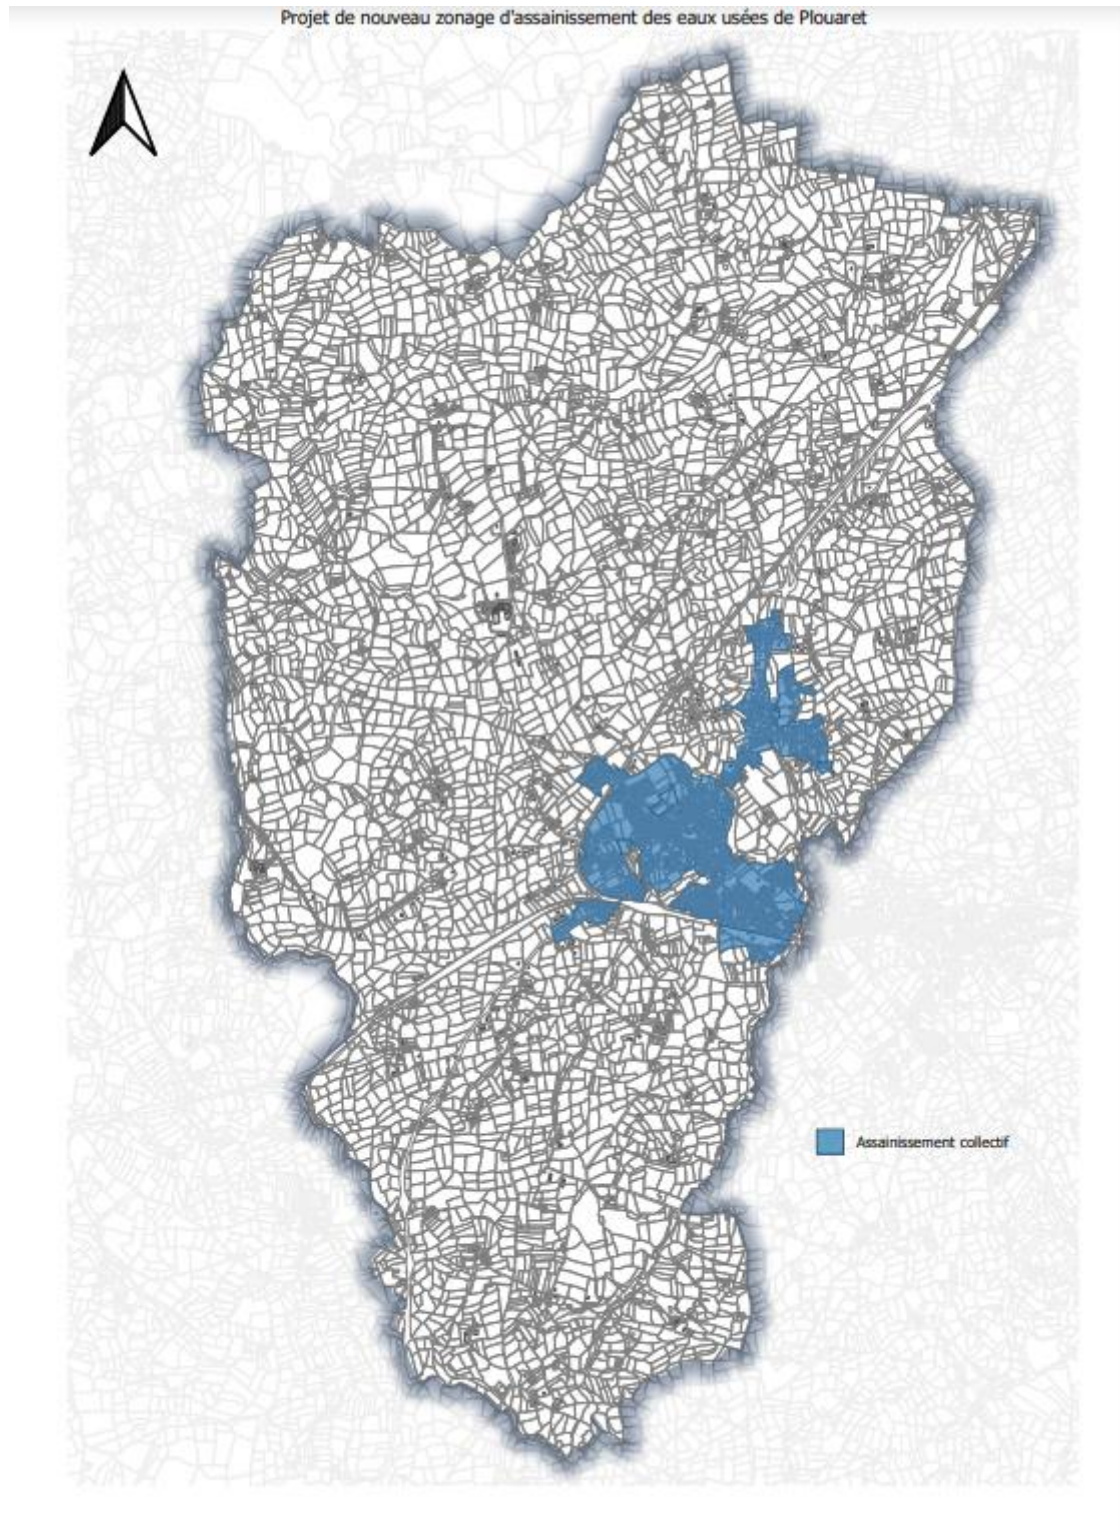 Projet de nouveau zonage d'assainissement des eaux usées de Plouaret
Assainissement collectif